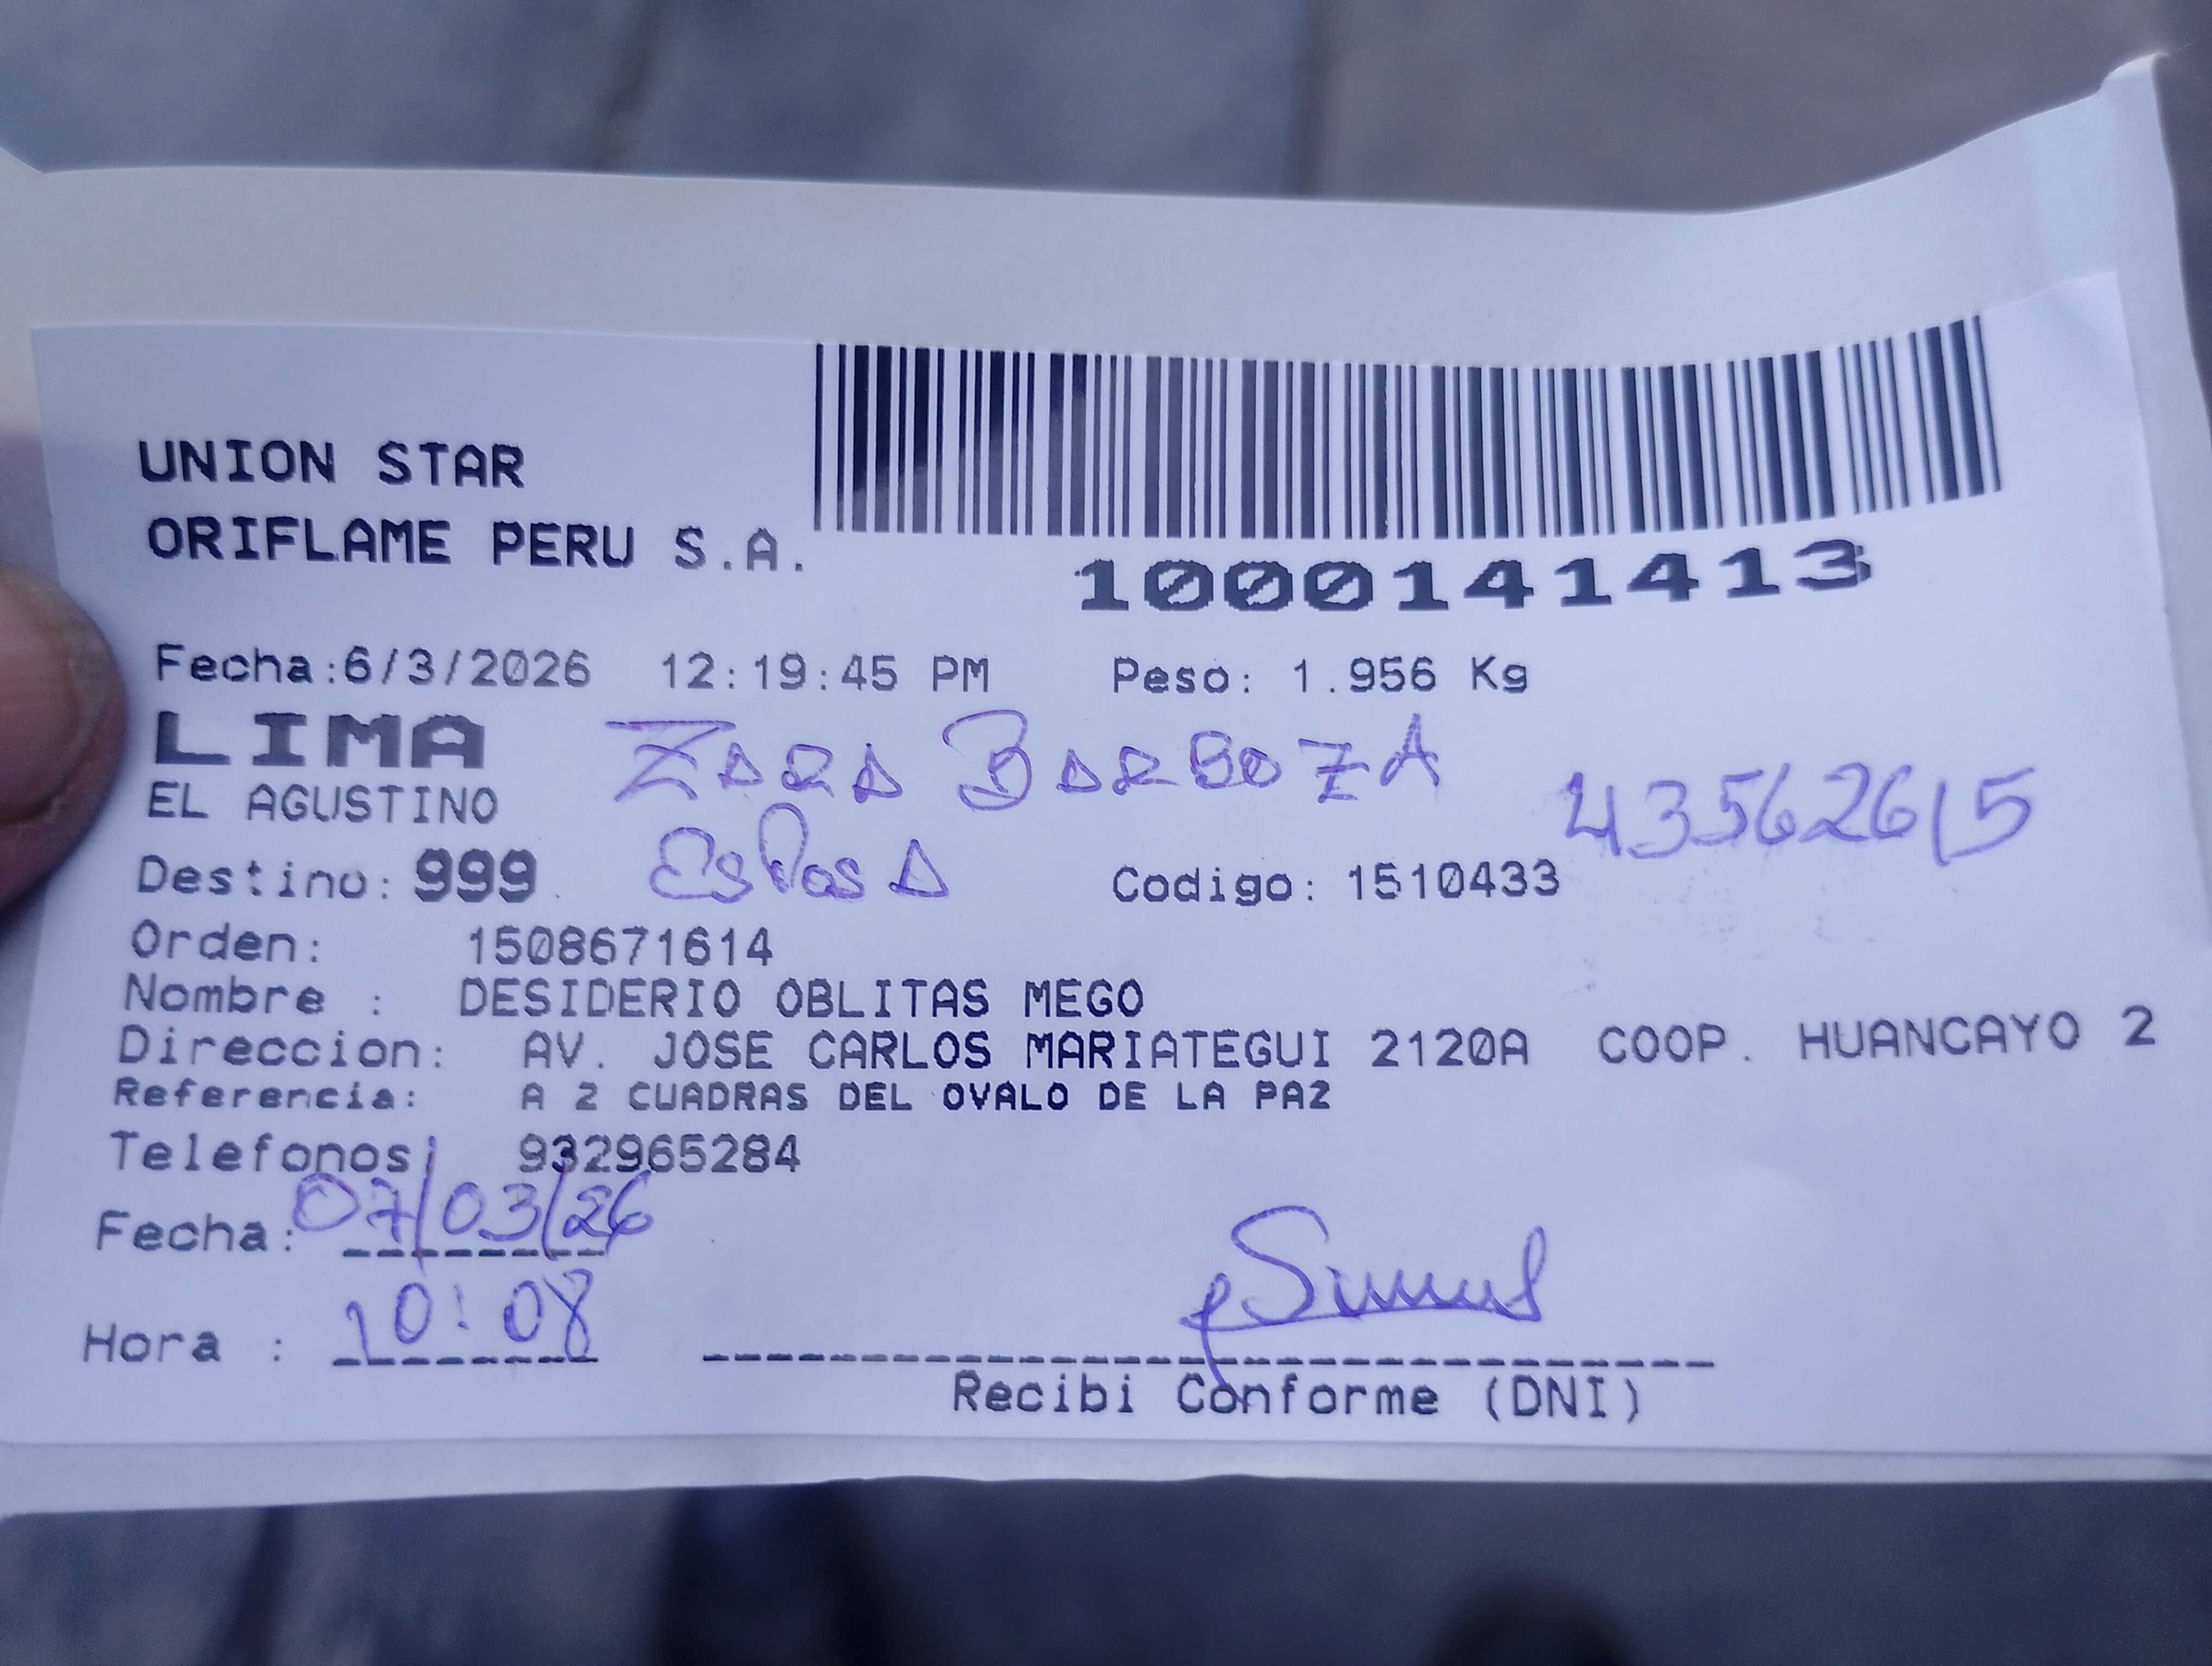 UNION STAR
ORIFLAME PERU S.A.
1000141413
Fecha:6/3/2026 12:19:45 PM Peso: 1.956 Kg
LIMA ZARA BARBOZA
EL AGUSTINO 43562615
Destino: 999 EsPosA Codigo: 1510433
Orden: 1508671614
Nombre : DESIDERIO OBLITAS MEGO
Direccion: AV. JOSE CARLOS MARIATEGUI 2120A COOP. HUANCAYO 2
Referencia: A 2 CUADRAS DEL OVALO DE LA PAZ
Telefonos: 932965284
Fecha: 07/03/26
Hora : 10:08
Recibi Conforme (DNI)